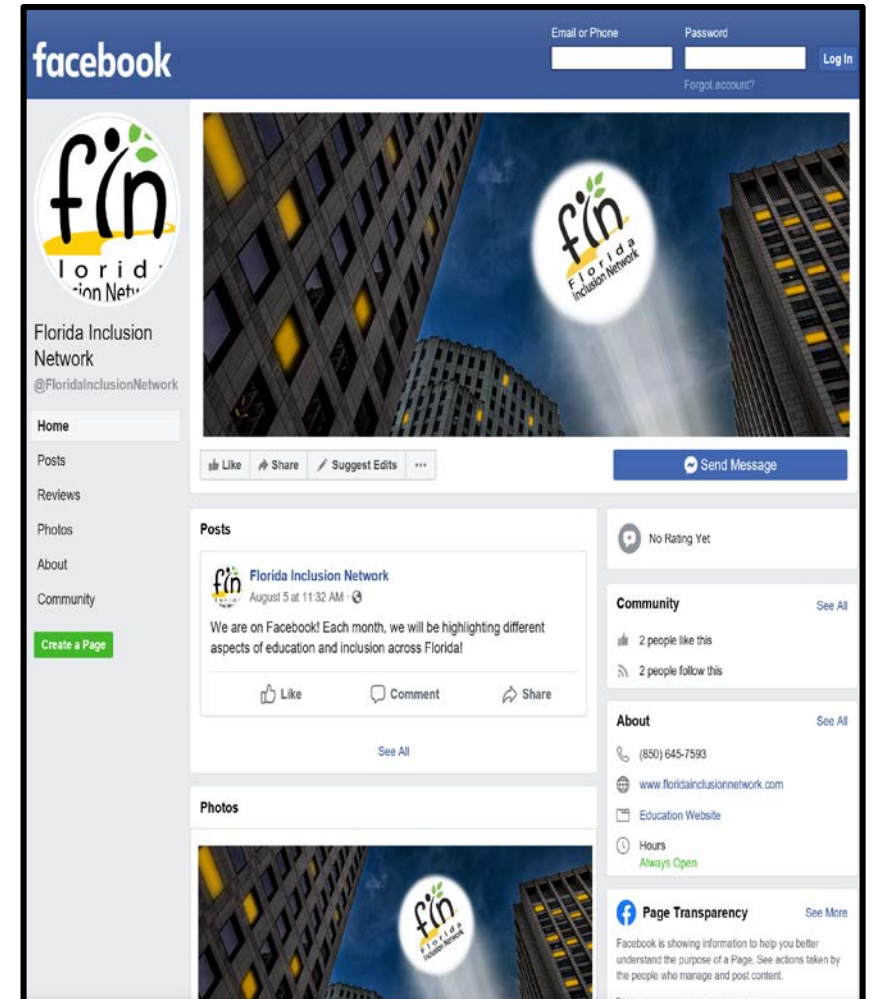 facebook
Email or Phone
Password
Log In
Forgot account?
fin
lorid
sion Netw
Florida Inclusion
Network
@FloridaInclusionNetwork
Home
Posts
Reviews
Photos
About
Community
Create a Page
fin
Florida
Inclusion Network
Like
Share
Suggest Edits
Send Message
Posts
fin
Florida Inclusion Network
August 5 at 11:32 AM ·
We are on Facebook! Each month, we will be highlighting different
aspects of education and inclusion across Florida!
Like
Comment
Share
See All
Photos
fin
Florida
Inclusion Network
No Rating Yet
Community
See All
2 people like this
2 people follow this
About
See All
(850) 645-7593
www.floridainclusionnetwork.com
Education Website
Hours
Always Open
Page Transparency
See More
Facebook is showing information to help you better
understand the purpose of a Page. See actions taken by
the people who manage and post content.